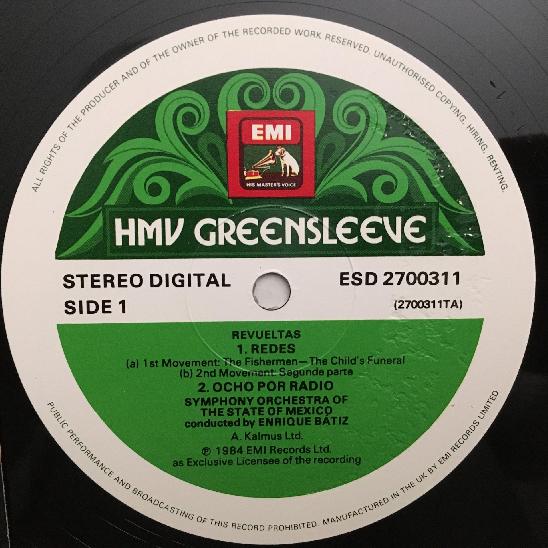 ALL RIGHTS OF THE PRODUCER AND OF THE OWNER OF THE RECORDED WORK RESERVED. UNAUTHORISED COPYING, HIRING, RENTING,
EMI
HIS MASTER'S VOICE
HMV GREENSLEEVE
STEREO DIGITAL
ESD 2700311
SIDE 1
(2700311TA)
REVUELTAS
1. REDES
(a) 1st Movement: The Fishermen—The Child's Funeral
(b) 2nd Movement: Segunde parte
2. OCHO POR RADIO
SYMPHONY ORCHESTRA OF
THE STATE OF MEXICO
conducted by ENRIQUE BATIZ
A. Kalmus Ltd.
℗ 1984 EMI Records Ltd.
as Exclusive Licensee of the recording
PUBLIC PERFORMANCE AND BROADCASTING OF THIS RECORD PROHIBITED. MANUFACTURED IN THE UK BY EMI RECORDS LIMITED